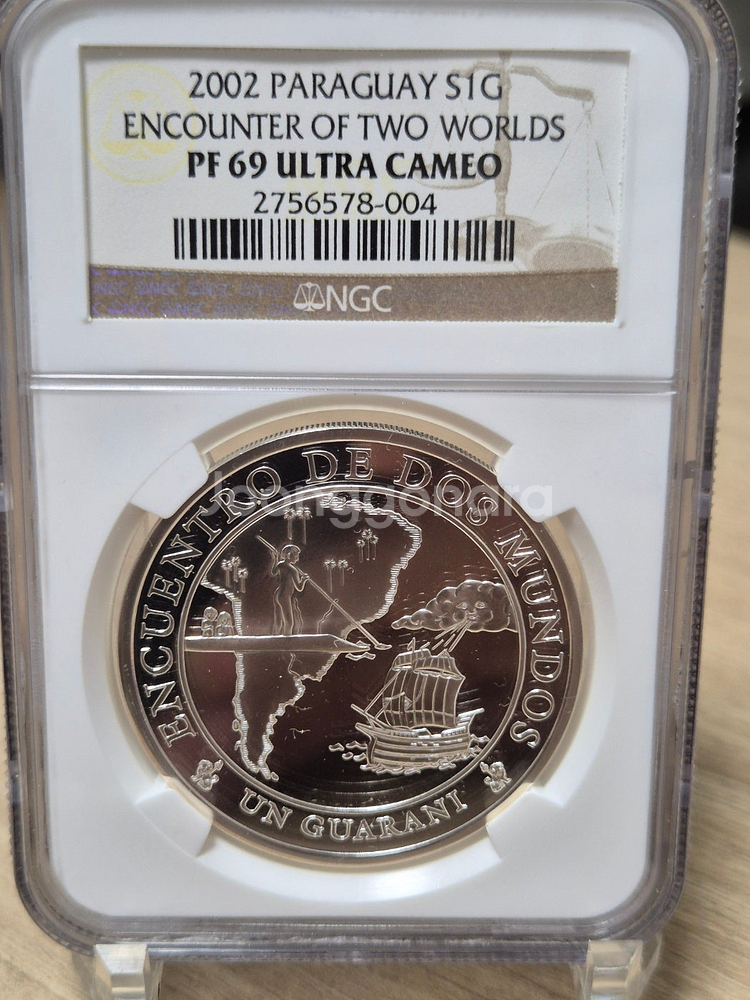 2002 PARAGUAY S1G
ENCOUNTER OF TWO WORLDS
PF 69 ULTRA CAMEO
2756578-004
NGC
Joonggonara
ENCUENTRO DE DOS MUNDOS
UN GUARANI